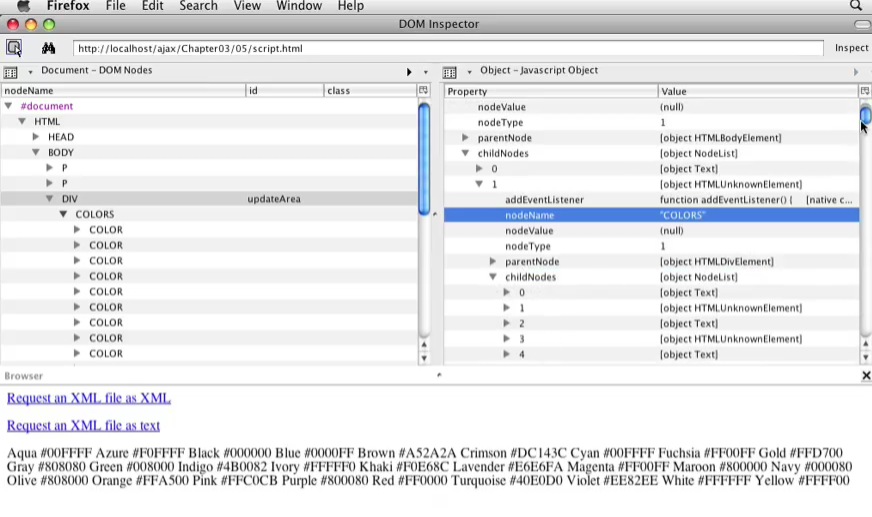 Firefox File Edit Search View Window Help
DOM Inspector
http://localhost/ajax/Chapter03/05/script.html Inspect
Document – DOM Nodes Object – Javascript Object
nodeName id class Property Value
#document nodeValue (null)
HTML nodeType 1
HEAD parentNode [object HTMLBodyElement]
BODY childNodes [object NodeList]
P 0 [object Text]
P 1 [object HTMLUnknownElement]
DIV updateArea addEventListener function addEventListener() { [native c...
COLORS nodeName "COLORS"
COLOR nodeValue (null)
COLOR nodeType 1
COLOR parentNode [object HTMLDivElement]
COLOR childNodes [object NodeList]
COLOR 0 [object Text]
COLOR 1 [object HTMLUnknownElement]
COLOR 2 [object Text]
COLOR 3 [object HTMLUnknownElement]
COLOR 4 [object Text]
Browser
Request an XML file as XML
Request an XML file as text
Aqua #00FFFF Azure #F0FFFF Black #000000 Blue #0000FF Brown #A52A2A Crimson #DC143C Cyan #00FFFF Fuchsia #FF00FF Gold #FFD700
Gray #808080 Green #008000 Indigo #4B0082 Ivory #FFFFF0 Khaki #F0E68C Lavender #E6E6FA Magenta #FF00FF Maroon #800000 Navy #000080
Olive #808000 Orange #FFA500 Pink #FFC0CB Purple #800080 Red #FF0000 Turquoise #40E0D0 Violet #EE82EE White #FFFFFF Yellow #FFFF00